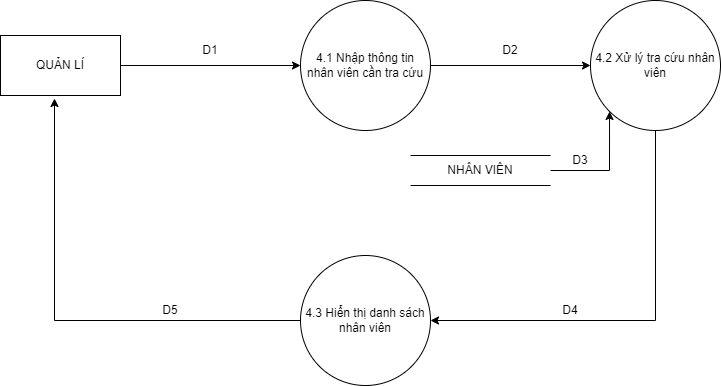 QUẢN LÍ
D1
4.1 Nhập thông tin
nhân viên cần tra cứu
D2
4.2 Xử lý tra cứu nhân
viên
NHÂN VIÊN
D3
D4
4.3 Hiển thị danh sách
nhân viên
D5